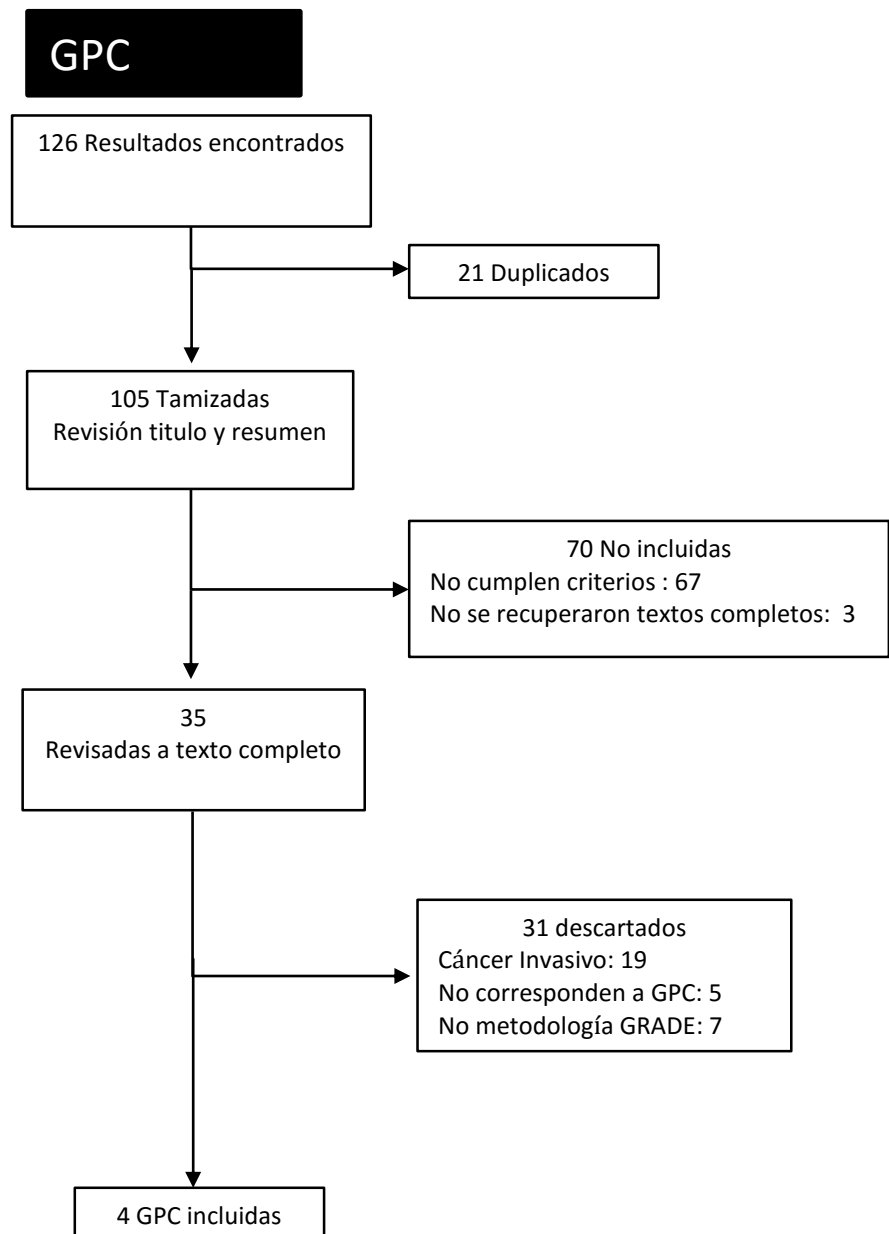 GPC
126 Resultados encontrados
21 Duplicados
105 Tamizadas
Revisión titulo y resumen
70 No incluidas
No cumplen criterios : 67
No se recuperaron textos completos: 3
35
Revisadas a texto completo
31 descartados
Cáncer Invasivo: 19
No corresponden a GPC: 5
No metodología GRADE: 7
4 GPC incluidas